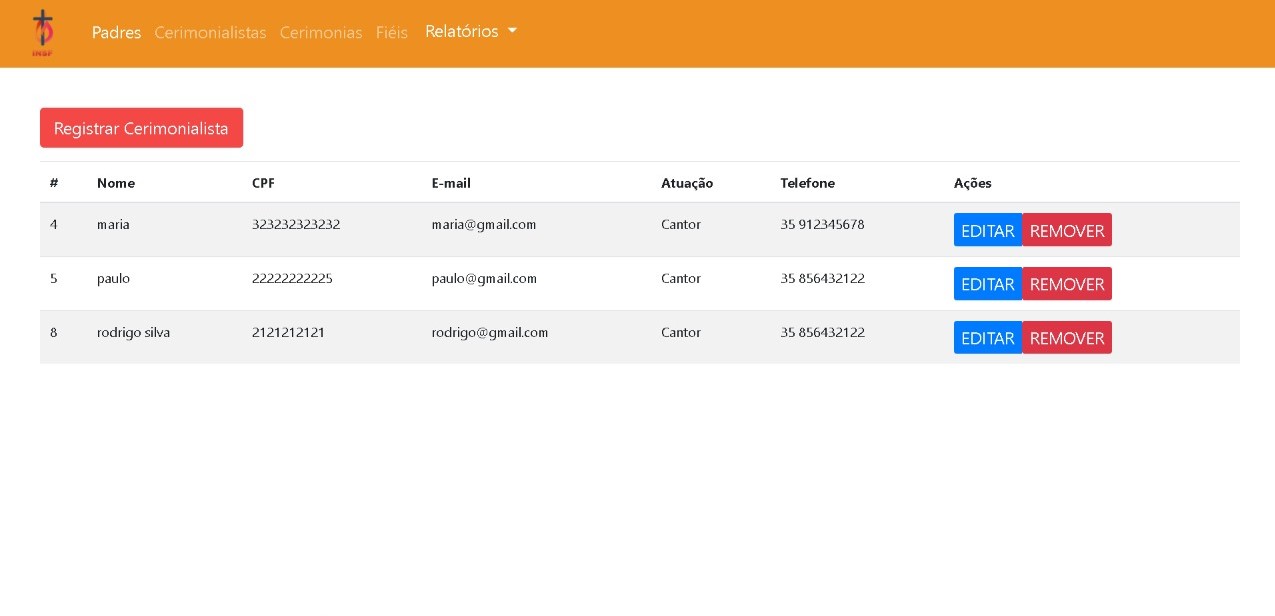 INSF
Padres Cerimonialistas Cerimonias Fiéis Relatórios
Registrar Cerimonialista
# Nome CPF E-mail Atuação Telefone Ações
4 maria 323232323232 maria@gmail.com Cantor 35 912345678 EDITAR REMOVER
5 paulo 22222222225 paulo@gmail.com Cantor 35 856432122 EDITAR REMOVER
8 rodrigo silva 2121212121 rodrigo@gmail.com Cantor 35 856432122 EDITAR REMOVER